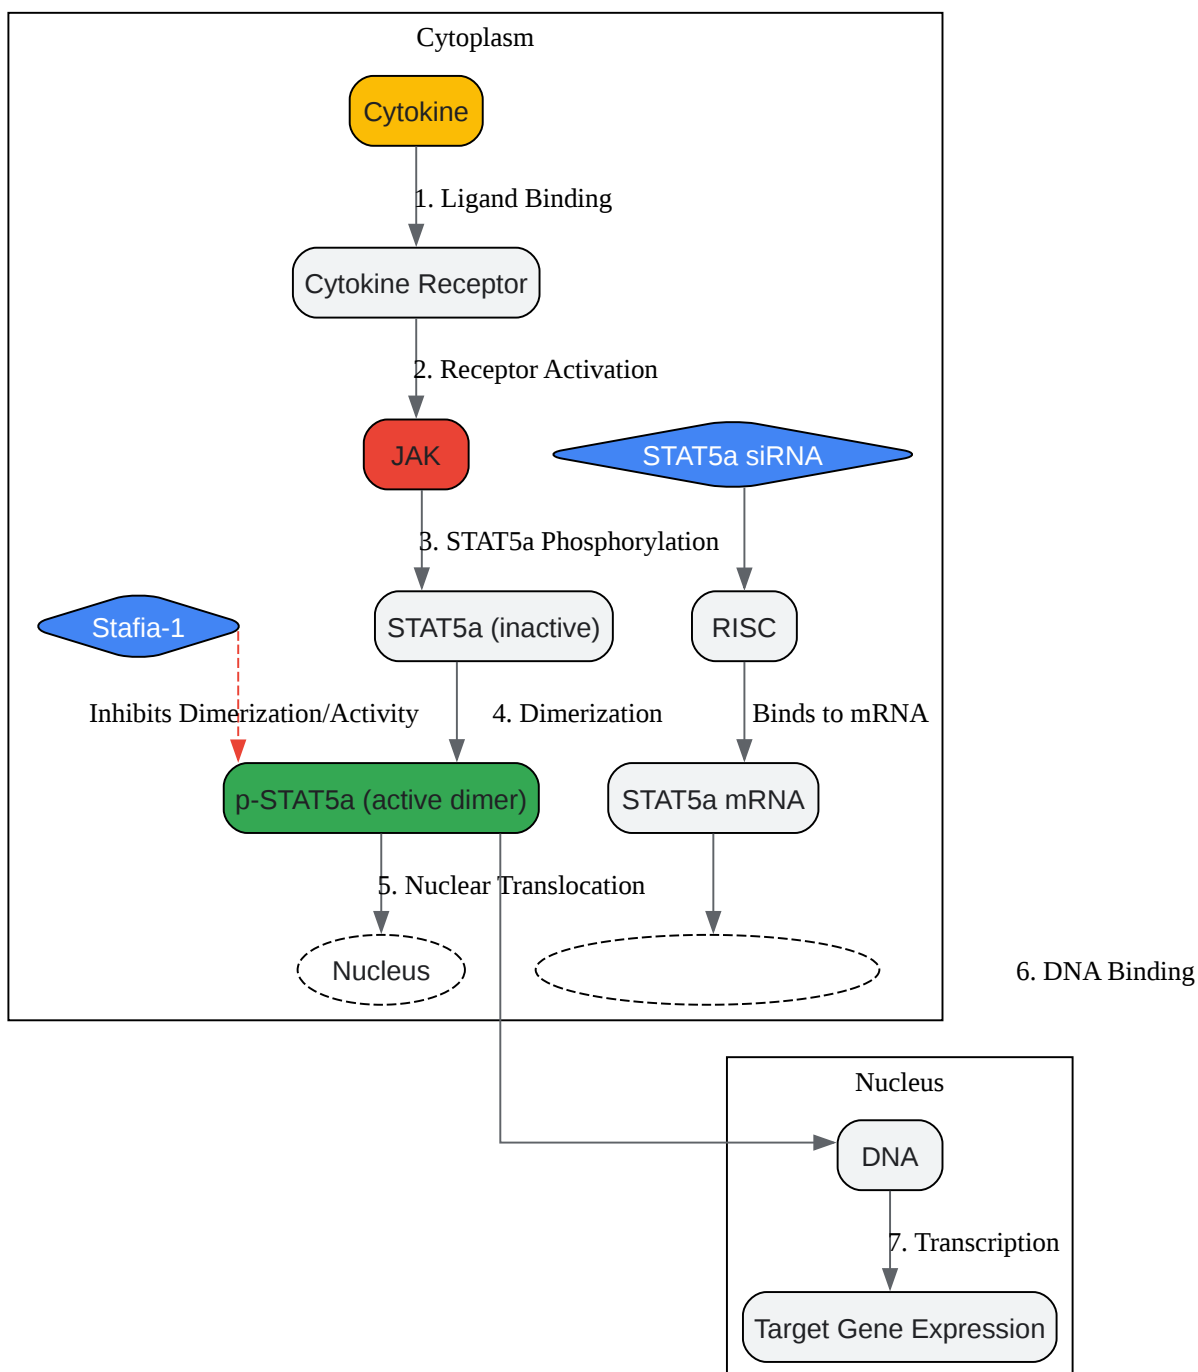 Cytoplasm
Cytokine
1. Ligand Binding
Cytokine Receptor
2. Receptor Activation
JAK
STAT5a siRNA
3. STAT5a Phosphorylation
Stafia-1
STAT5a (inactive)
RISC
Inhibits Dimerization/Activity
4. Dimerization
Binds to mRNA
p-STAT5a (active dimer)
STAT5a mRNA
5. Nuclear Translocation
Nucleus
6. DNA Binding
Nucleus
DNA
7. Transcription
Target Gene Expression